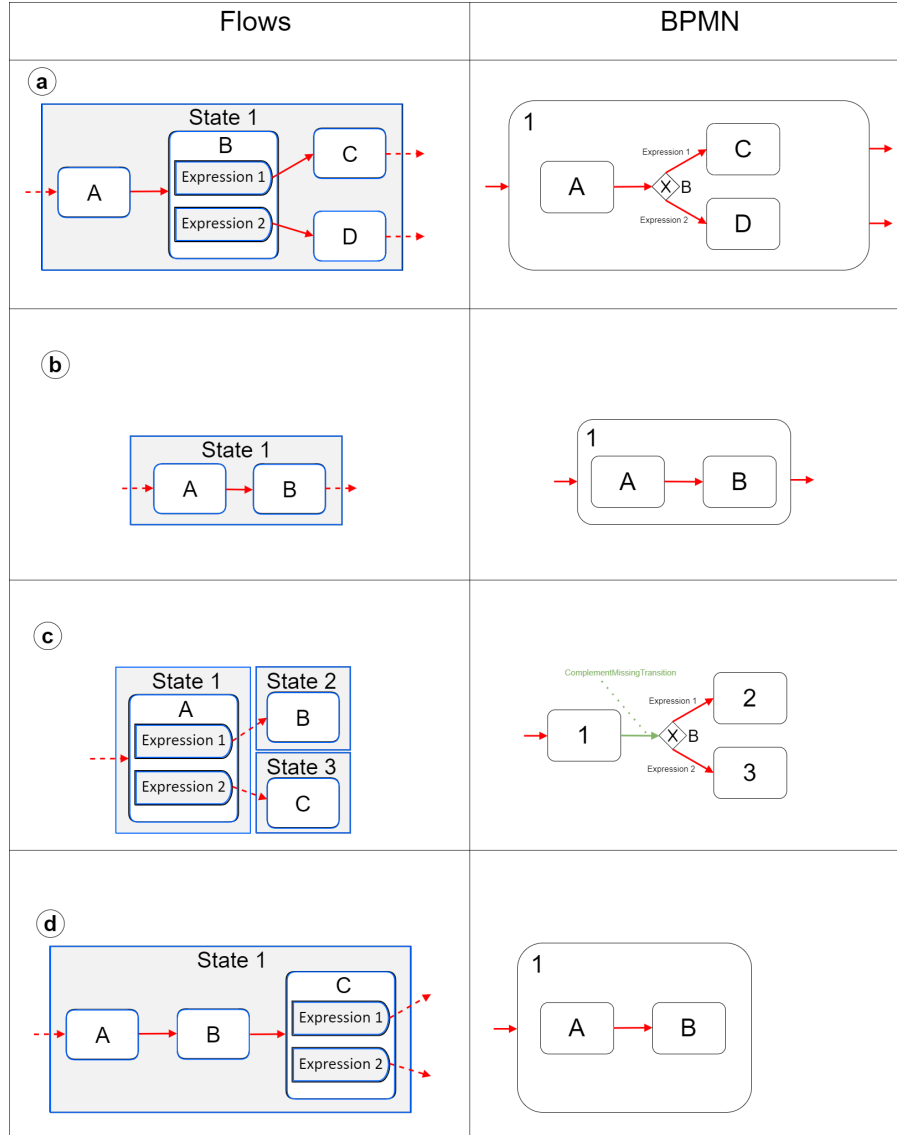 Flows
BPMN
a
State 1
A
B
Expression 1
Expression 2
C
D
1
A
Expression 1
X B
Expression 2
C
D
b
State 1
A
B
1
A
B
c
State 1
A
Expression 1
Expression 2
State 2
B
State 3
C
ComplementMissingTransition
1
Expression 1
X B
Expression 2
2
3
d
State 1
A
B
C
Expression 1
Expression 2
1
A
B